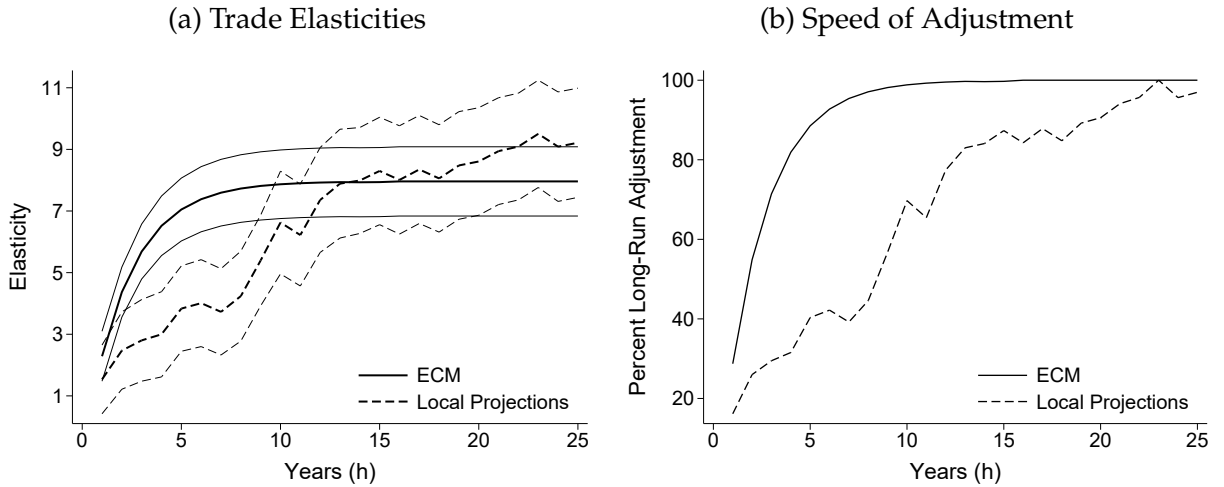 (a) Trade Elasticities
11
9
7
5
3
1
Elasticity
ECM
Local Projections
0 5 10 15 20 25
Years (h)
(b) Speed of Adjustment
100
80
60
40
20
Percent Long-Run Adjustment
ECM
Local Projections
0 5 10 15 20 25
Years (h)